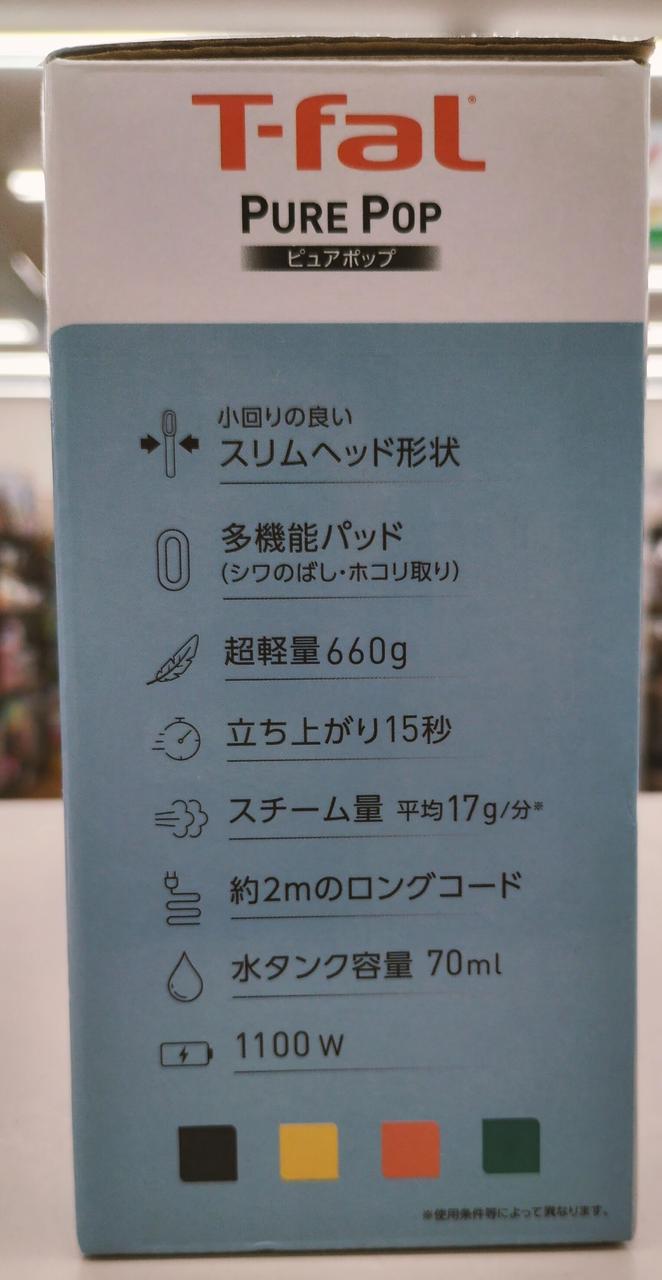 T-fal®
PURE POP
ピュアポップ
小回りの良い
スリムヘッド形状
多機能パッド
(シワのばし・ホコリ取り)
超軽量660g
立ち上がり15秒
スチーム量 平均17g/分※
約2mのロングコード
水タンク容量 70ml
1100W
※使用条件等によって異なります。